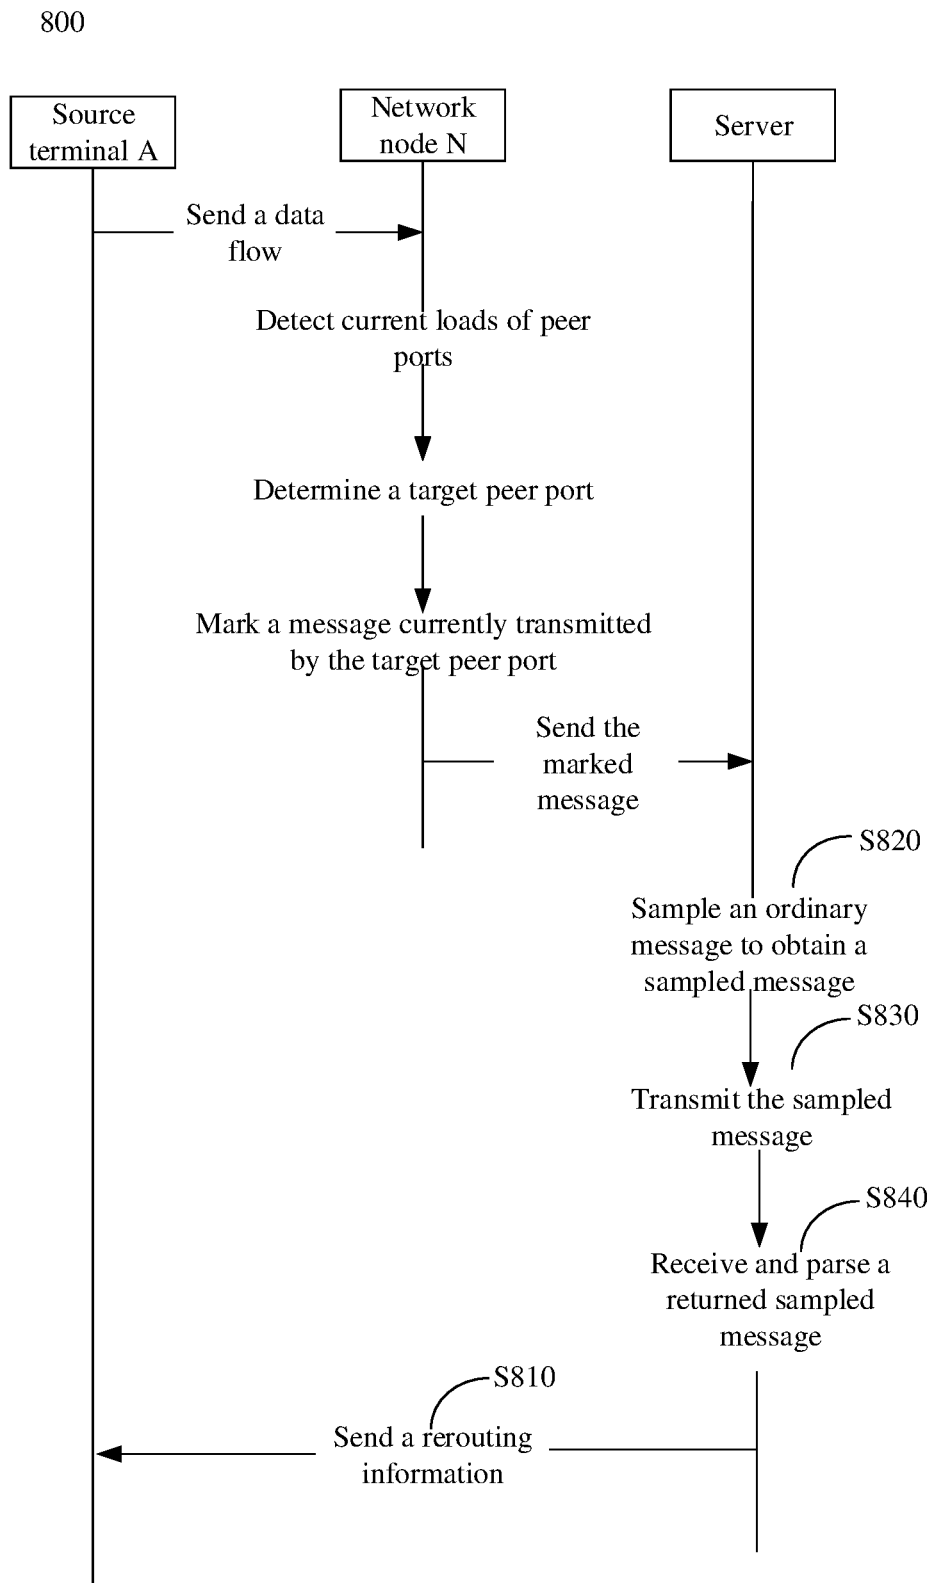 800
Source
terminal A
Network
node N
Server
Send a data
flow
Detect current loads of peer
ports
Determine a target peer port
Mark a message currently transmitted
by the target peer port
Send the
marked
message
S820
Sample an ordinary
message to obtain a
sampled message
S830
Transmit the sampled
message
S840
Receive and parse a
returned sampled
message
S810
Send a rerouting
information